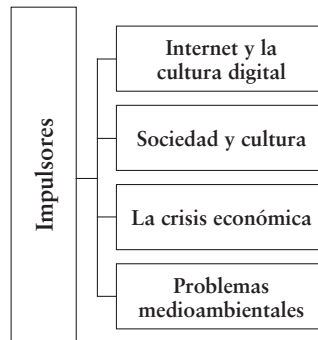 Impulsores
Internet y la
cultura digital
Sociedad y cultura
La crisis económica
Problemas
medioambientales